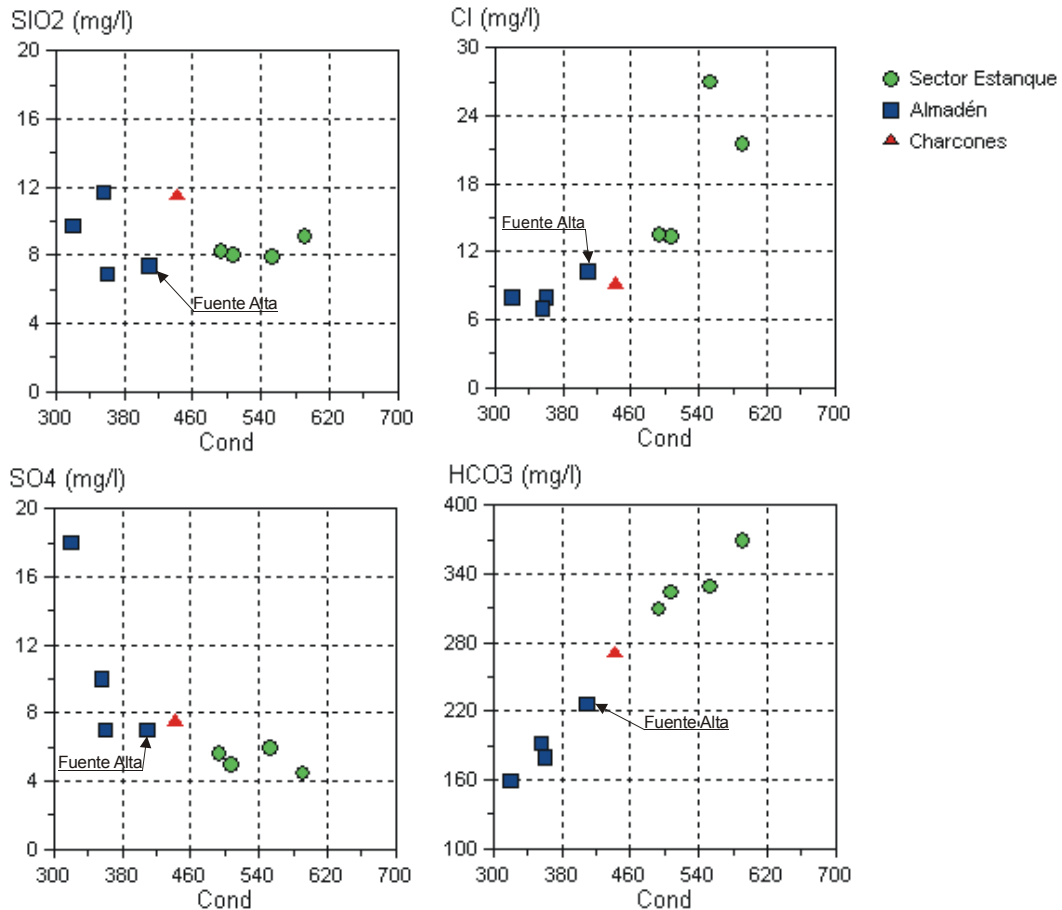 SIO2 (mg/l)
20
16
12
8
4
0
Fuente Alta
300 380 460 540 620 700
Cond
Cl (mg/l)
30
24
18
12
6
0
Fuente Alta
300 380 460 540 620 700
Cond
Sector Estanque
Almadén
Charcones
SO4 (mg/l)
20
16
12
8
4
0
Fuente Alta
300 380 460 540 620 700
Cond
HCO3 (mg/l)
400
340
280
220
160
100
Fuente Alta
300 380 460 540 620 700
Cond